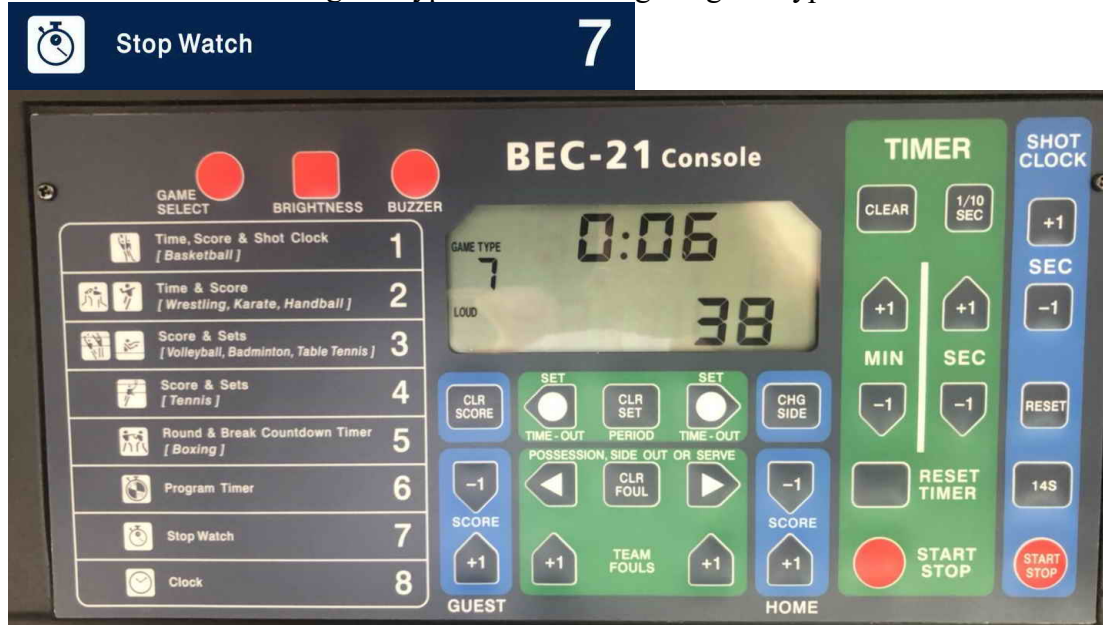 Stop Watch 7
BEC-21 Console
GAME SELECT
BRIGHTNESS
BUZZER
Time, Score & Shot Clock
[ Basketball ]
1
Time & Score
[ Wrestling, Karate, Handball ]
2
Score & Sets
[ Volleyball, Badminton, Table Tennis ]
3
Score & Sets
[ Tennis ]
4
Round & Break Countdown Timer
[ Boxing ]
5
Program Timer
6
Stop Watch
7
Clock
8
GAME TYPE
7
0:06
LOUD
38
CLR SCORE
SET
TIME-OUT
CLR SET
PERIOD
SET
TIME-OUT
CHG SIDE
POSSESSION, SIDE OUT OR SERVE
-1
SCORE
+1
GUEST
CLR FOUL
+1
TEAM FOULS
+1
-1
SCORE
+1
HOME
TIMER
CLEAR
1/10 SEC
+1
+1
MIN
SEC
-1
-1
RESET TIMER
START STOP
SHOT CLOCK
+1
SEC
-1
RESET
14S
START STOP